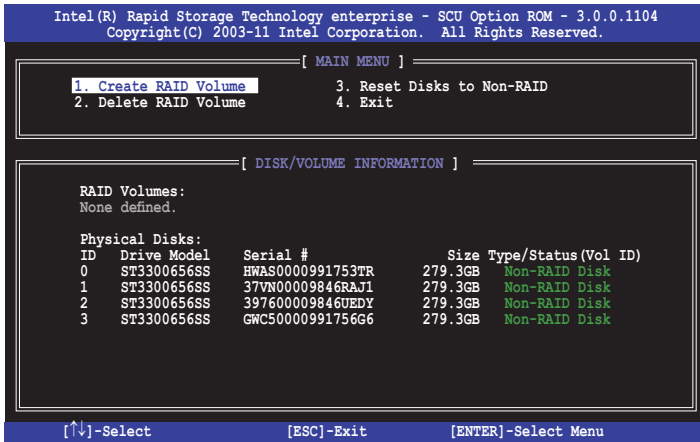 Intel(R) Rapid Storage Technology enterprise - SCU Option ROM - 3.0.0.1104
Copyright(C) 2003-11 Intel Corporation. All Rights Reserved.
[ MAIN MENU ]
1. Create RAID Volume 3. Reset Disks to Non-RAID
2. Delete RAID Volume 4. Exit
[ DISK/VOLUME INFORMATION ]
RAID Volumes:
None defined.
Physical Disks:
ID Drive Model Serial # Size Type/Status(Vol ID)
0 ST3300656SS HWAS0000991753TR 279.3GB Non-RAID Disk
1 ST3300656SS 37VN00009846RAJ1 279.3GB Non-RAID Disk
2 ST3300656SS 397600009846UEDY 279.3GB Non-RAID Disk
3 ST3300656SS GWC50000991756G6 279.3GB Non-RAID Disk
[↑↓]-Select [ESC]-Exit [ENTER]-Select Menu